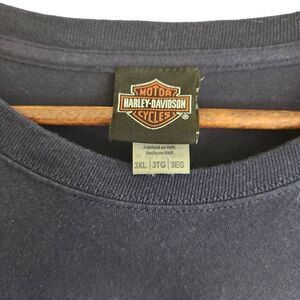 MOTOR
HARLEY-DAVIDSON
CYCLES
®
Fabriqué en Haïti
Hecho en Haití
3XL 3TG 3EG